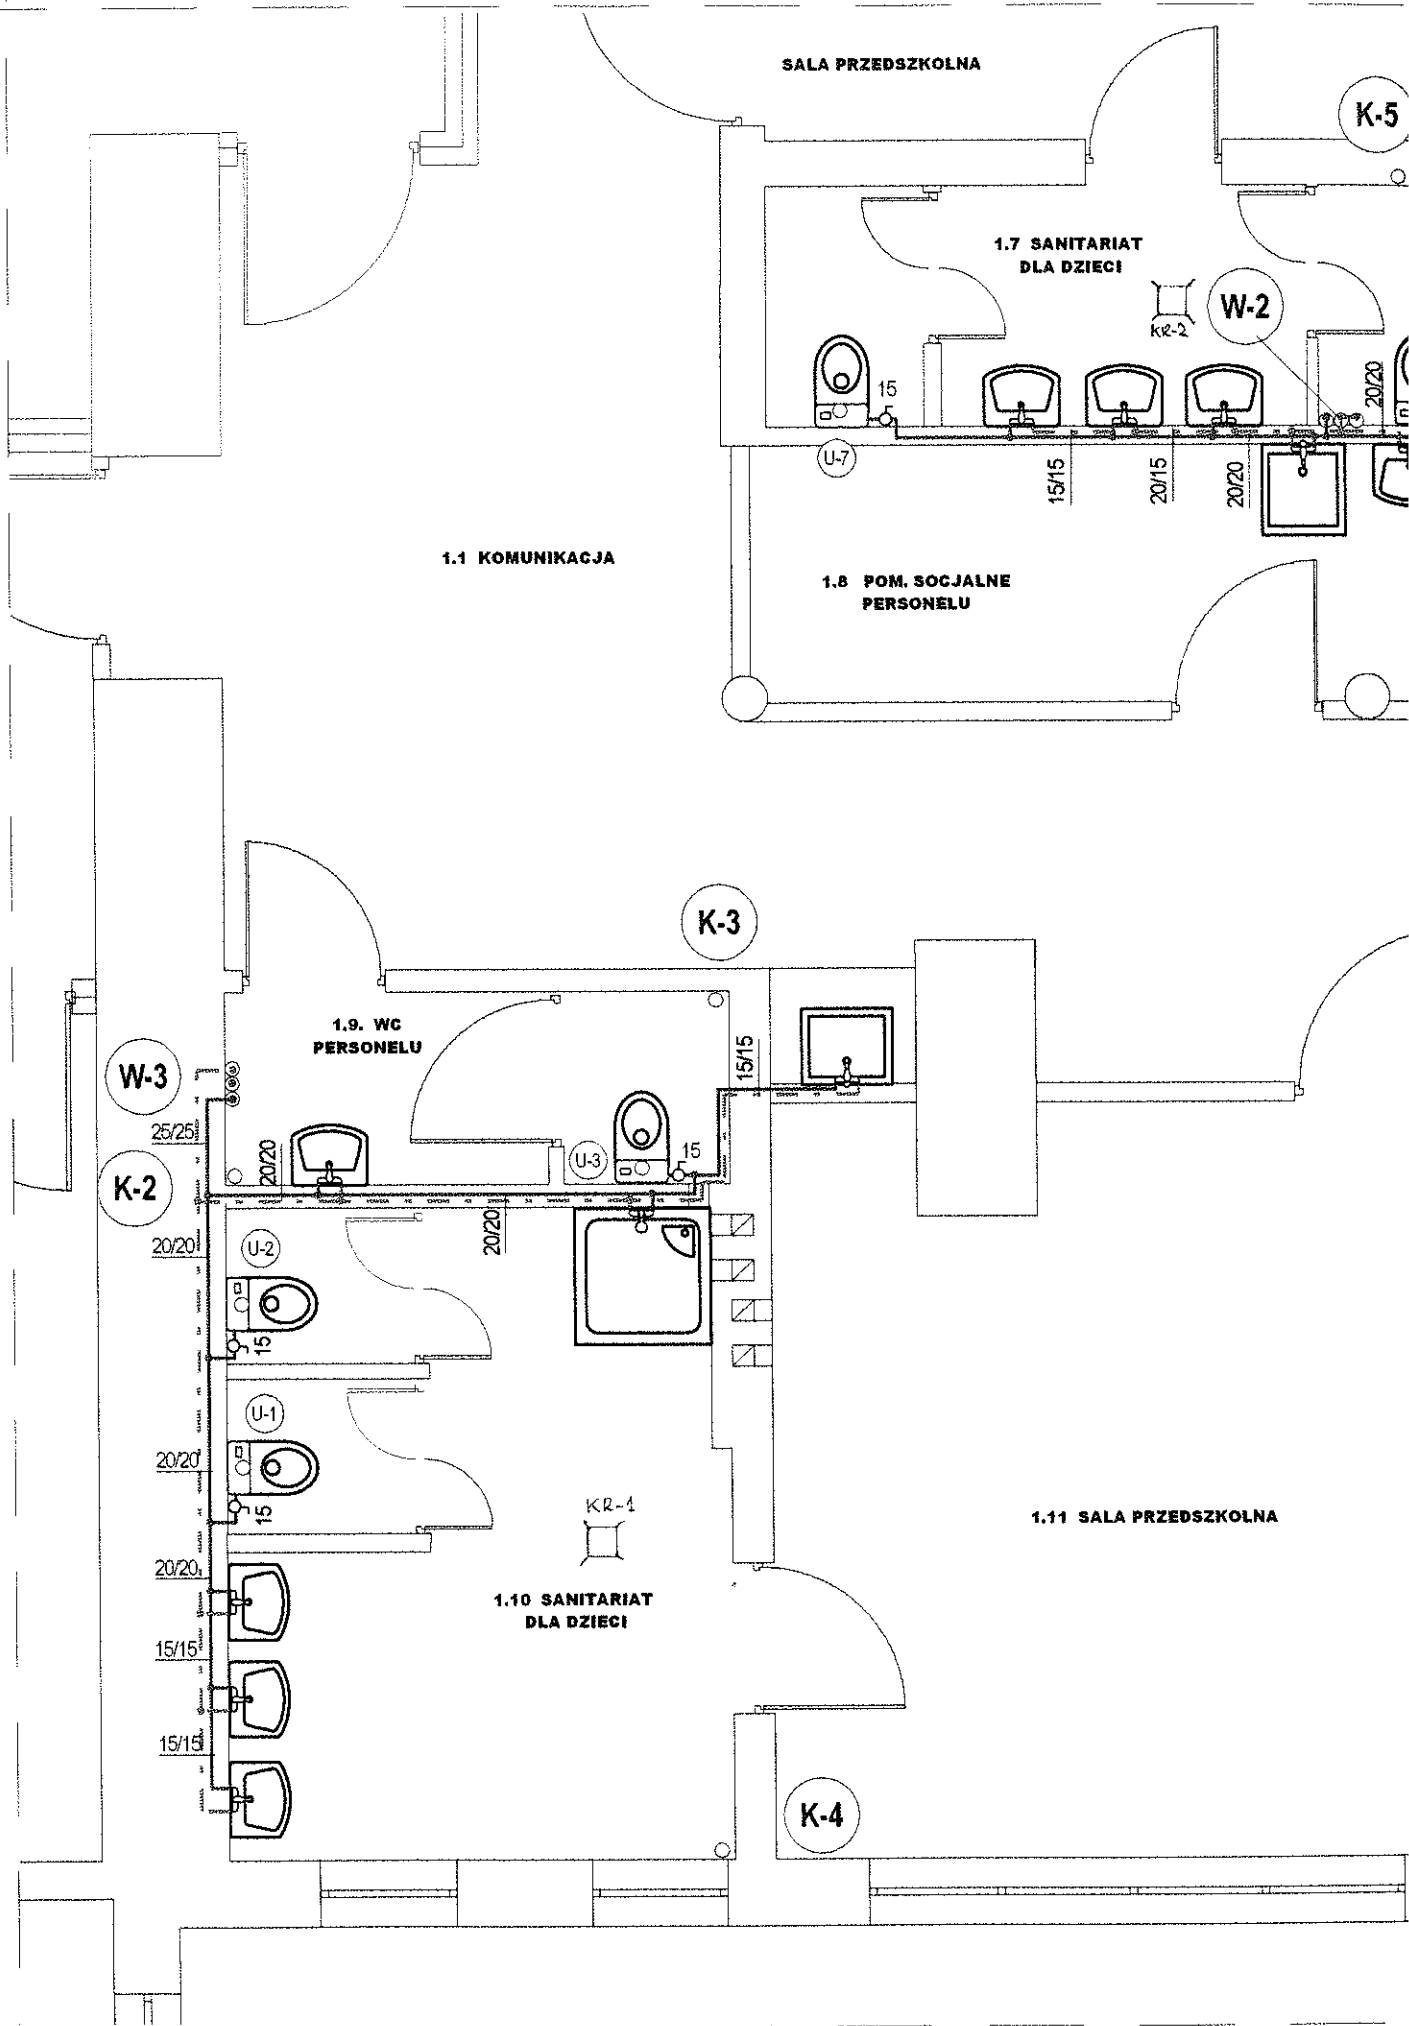 SALA PRZEDSZKOLNA
K-5
1.7 SANITARIAT
DLA DZIECI
W-2
KR-2
15
20/20
U-7
15/15
20/15
20/20
1.1 KOMUNIKACJA
1.8 POM. SOCJALNE
PERSONELU
K-3
1.9. WC
PERSONELU
W-3
15/15
25/25
20/20
U-3
15
K-2
20/20
20/20
U-2
15
U-1
20/20
15
KR-1
1.11 SALA PRZEDSZKOLNA
20/20
1.10 SANITARIAT
DLA DZIECI
15/15
15/15
K-4